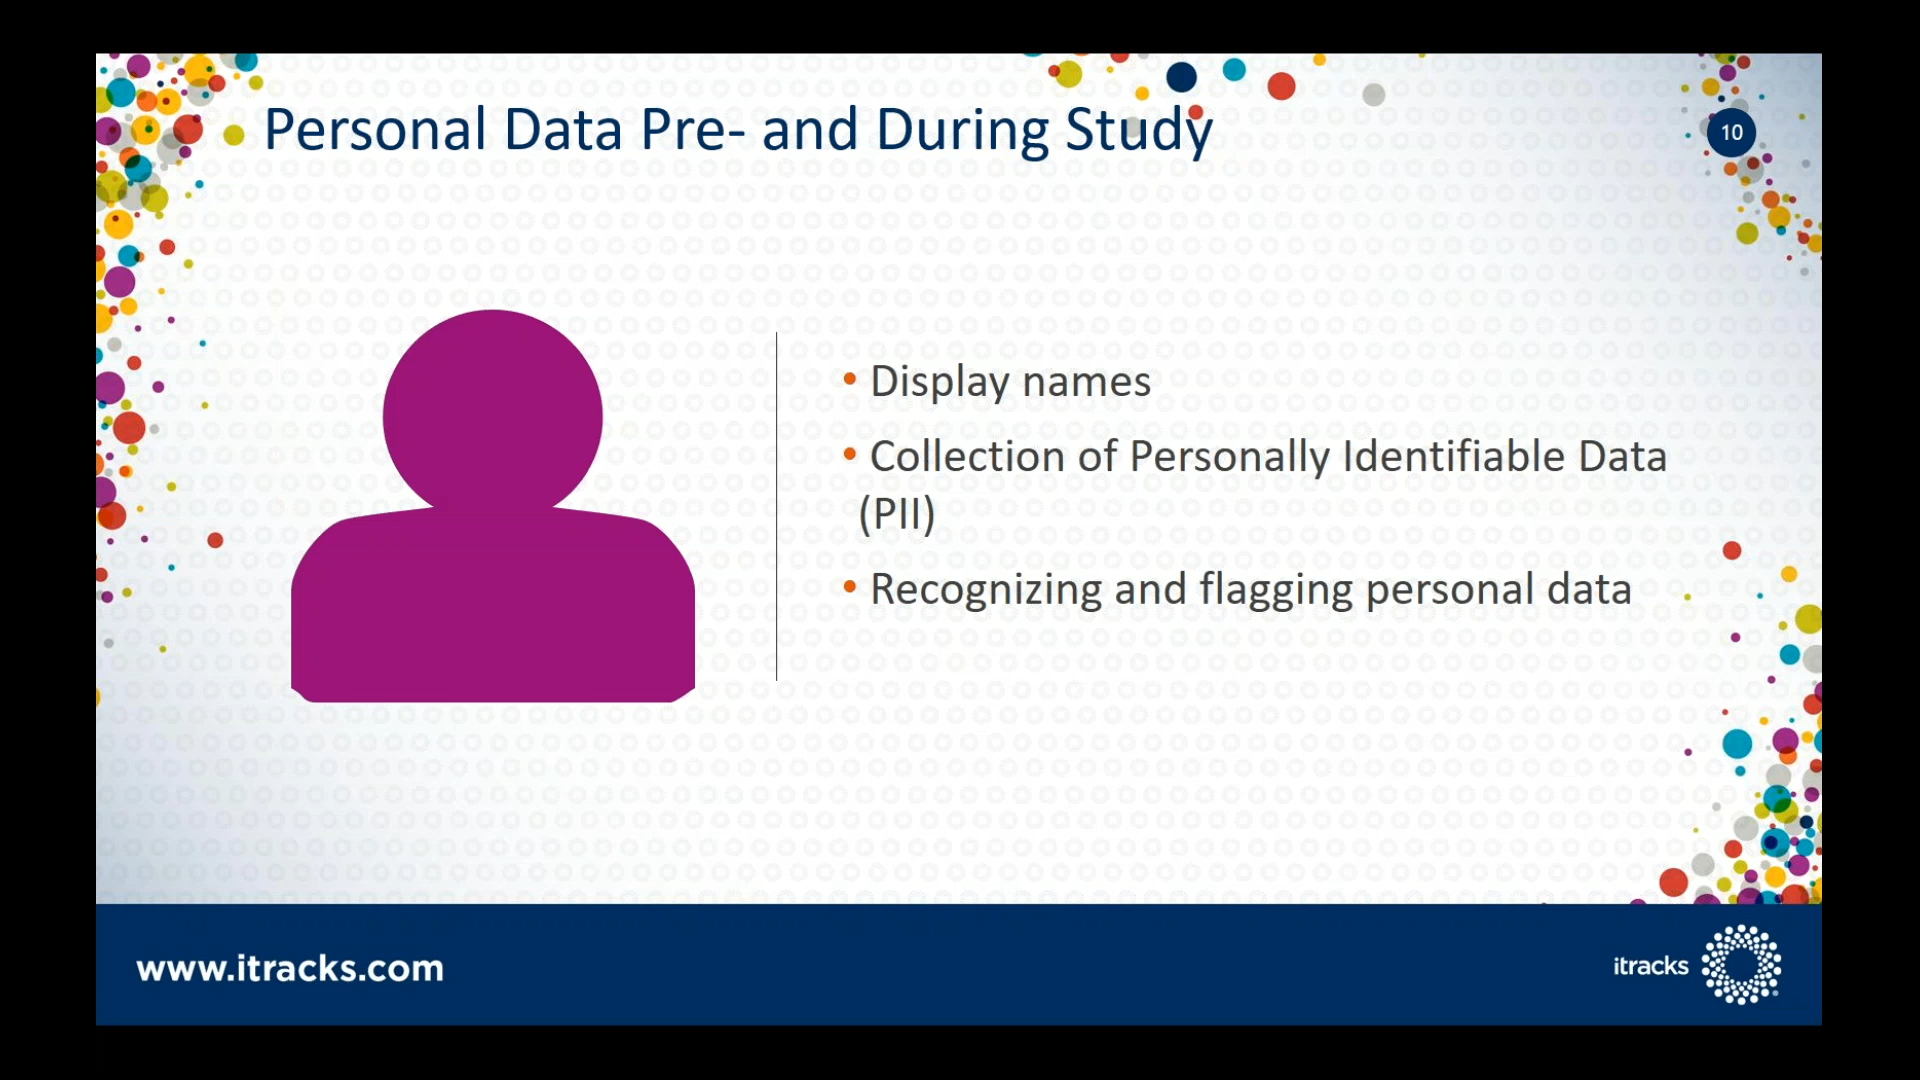 Personal Data Pre- and During Study
10
• Display names
• Collection of Personally Identifiable Data
(PII)
• Recognizing and flagging personal data
www.itracks.com
itracks